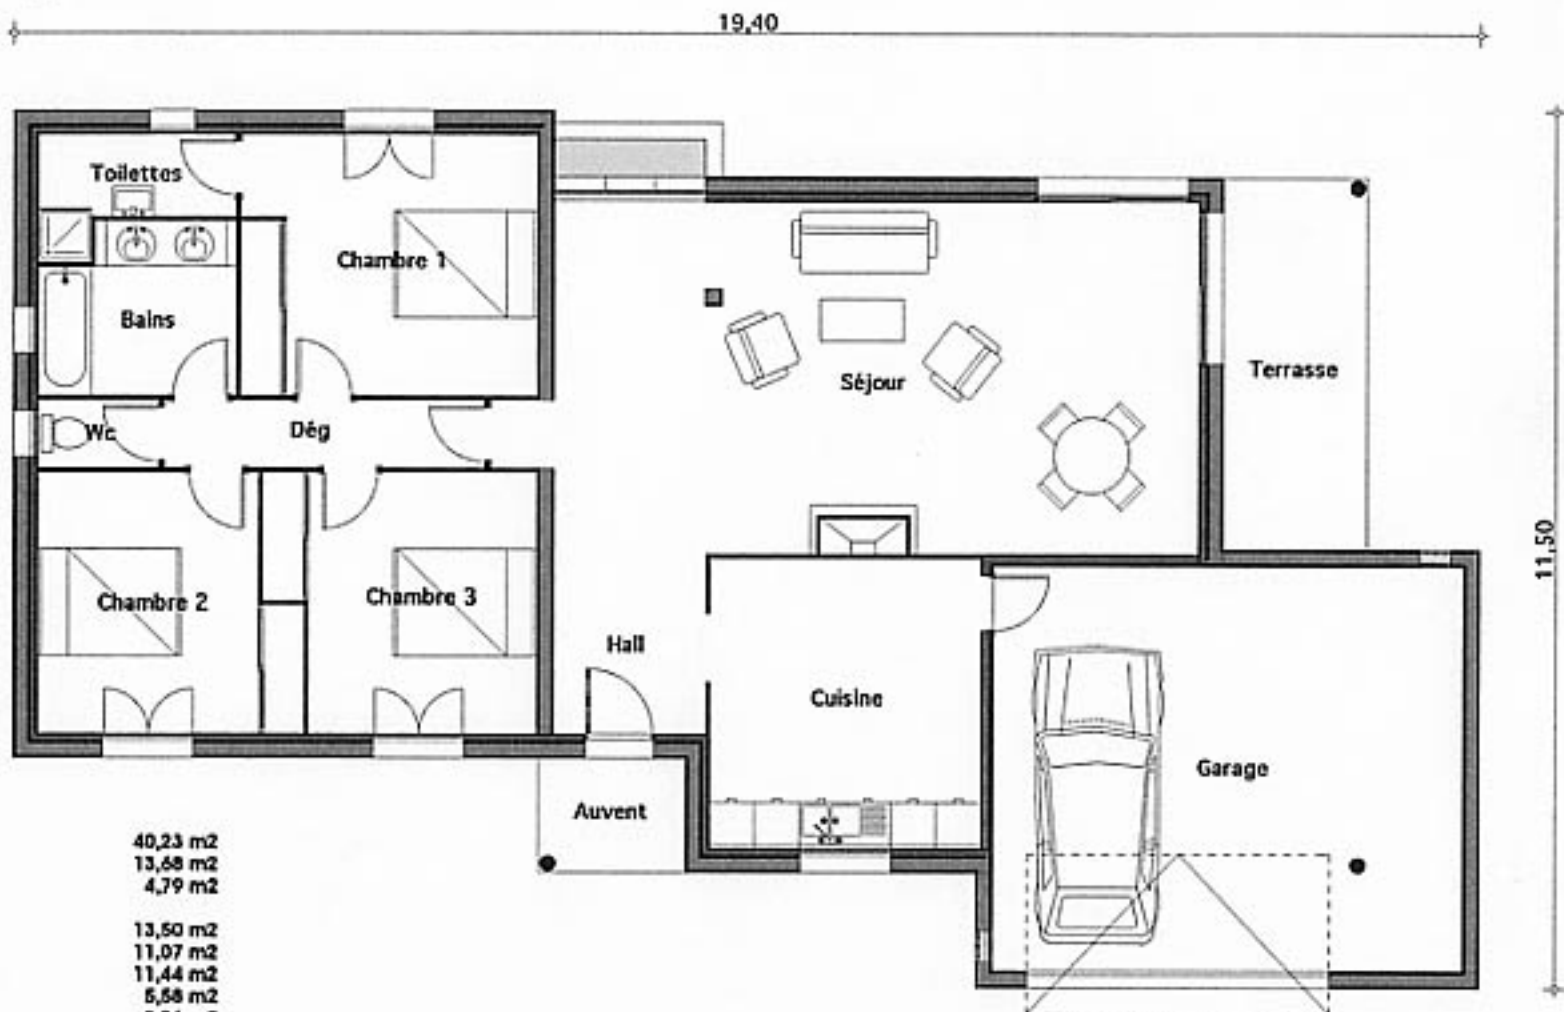 19,40
Toilettes
Chambre 1
Bains
Séjour
Terrasse
Wc
Dég
11,50
Chambre 2
Chambre 3
Hall
Cuisine
Garage
Auvent
40,23 m2
13,68 m2
4,79 m2
13,50 m2
11,07 m2
11,44 m2
5,58 m2